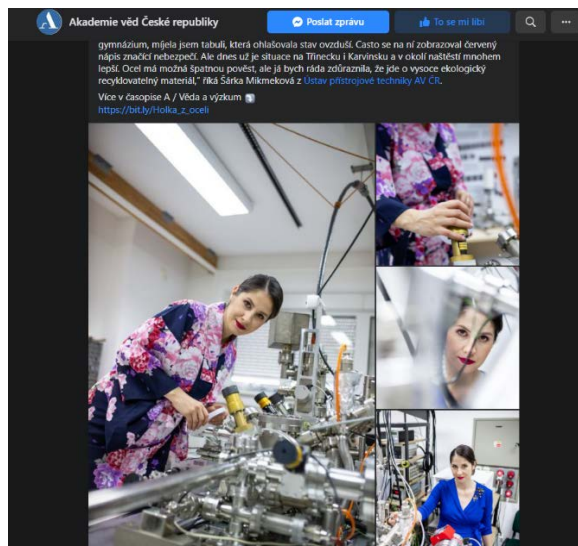 Akademie věd České republiky
Poslat zprávu
To se mi líbí
gymnázium, míjela jsem tabuli, která ohlašovala stav ovzduší. Často se na ní zobrazoval červený
nápis značící nebezpečí. Ale dnes už je situace na Třinecku i Karvinsku a v okolí naštěstí mnohem
lepší. Ocel má možná špatnou pověst, ale já bych ráda zdůraznila, že jde o vysoce ekologický
recyklovatelný materiál," říká Šárka Mikmeková z Ústav přístrojové techniky AV ČR.
Více v časopise A / Věda a výzkum
https://bit.ly/Holka_z_oceli